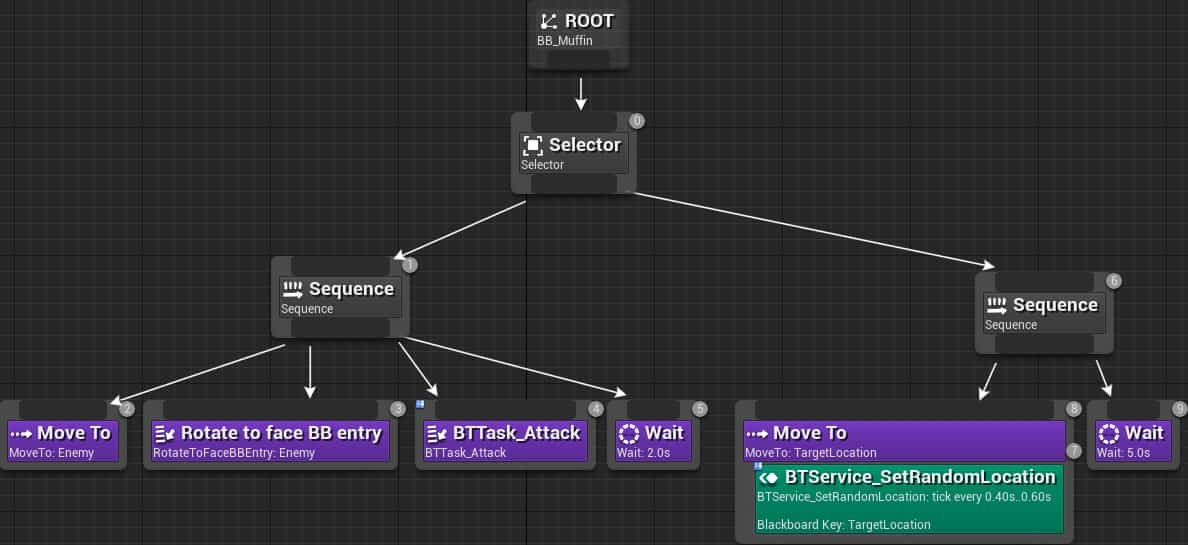 ROOT
BB_Muffin
0
Selector
Selector
1
Sequence
Sequence
6
Sequence
Sequence
2
Move To
MoveTo: Enemy
3
Rotate to face BB entry
RotateToFaceBBEntry: Enemy
4
BTTask_Attack
BTTask_Attack
5
Wait
Wait: 2.0s
8
Move To
MoveTo: TargetLocation
7
BTService_SetRandomLocation
BTService_SetRandomLocation: tick every 0.40s..0.60s
Blackboard Key: TargetLocation
9
Wait
Wait: 5.0s